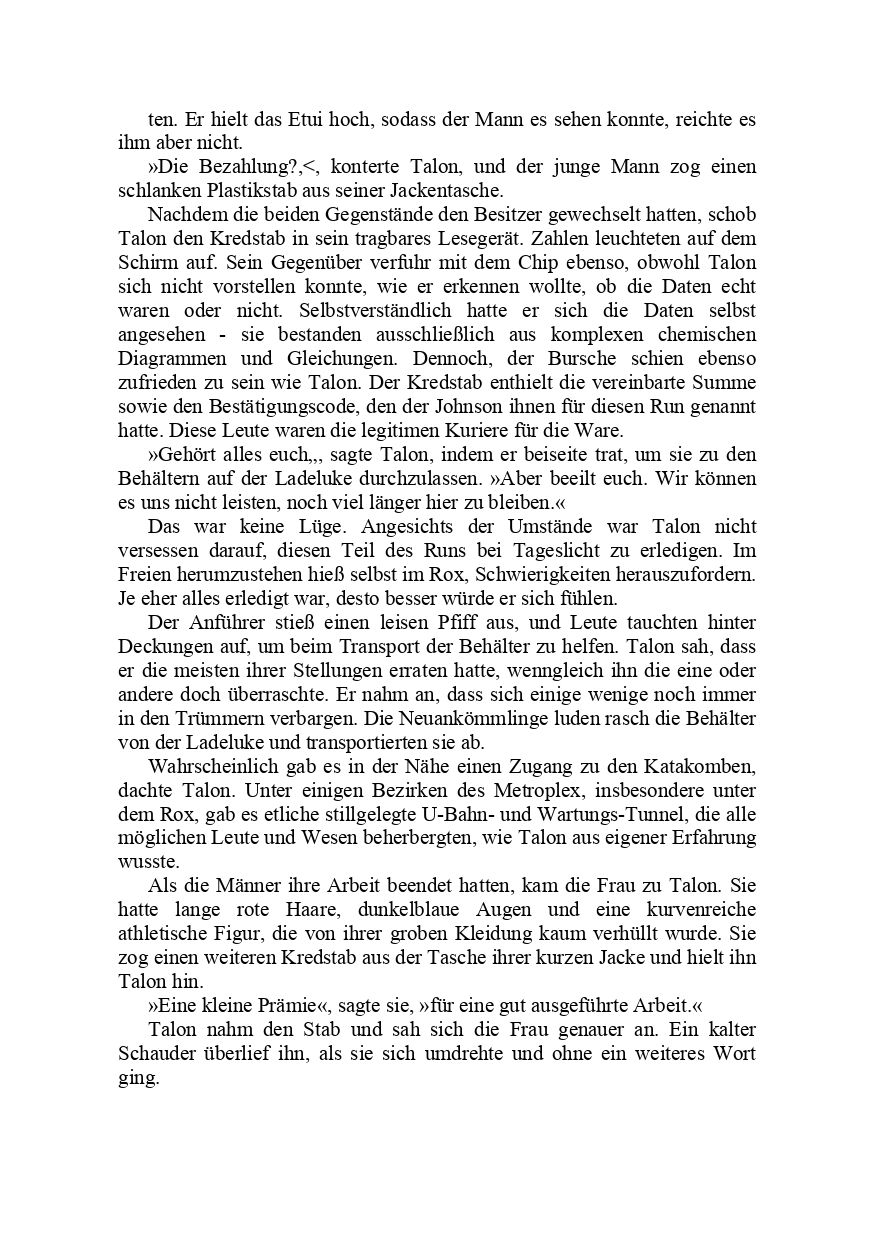 ten. Er hielt das Etui hoch, sodass der Mann es sehen konnte, reichte es
ihm aber nicht.
»Die Bezahlung?,<, konterte Talon, und der junge Mann zog einen
schlanken Plastikstab aus seiner Jackentasche.
Nachdem die beiden Gegenstände den Besitzer gewechselt hatten, schob
Talon den Kredstab in sein tragbares Lesegerät. Zahlen leuchteten auf dem
Schirm auf. Sein Gegenüber verfuhr mit dem Chip ebenso, obwohl Talon
sich nicht vorstellen konnte, wie er erkennen wollte, ob die Daten echt
waren oder nicht. Selbstverständlich hatte er sich die Daten selbst
angesehen - sie bestanden ausschließlich aus komplexen chemischen
Diagrammen und Gleichungen. Dennoch, der Bursche schien ebenso
zufrieden zu sein wie Talon. Der Kredstab enthielt die vereinbarte Summe
sowie den Bestätigungscode, den der Johnson ihnen für diesen Run genannt
hatte. Diese Leute waren die legitimen Kuriere für die Ware.
»Gehört alles euch,,, sagte Talon, indem er beiseite trat, um sie zu den
Behältern auf der Ladeluke durchzulassen. »Aber beeilt euch. Wir können
es uns nicht leisten, noch viel länger hier zu bleiben.«
Das war keine Lüge. Angesichts der Umstände war Talon nicht
versessen darauf, diesen Teil des Runs bei Tageslicht zu erledigen. Im
Freien herumzustehen hieß selbst im Rox, Schwierigkeiten herauszufordern.
Je eher alles erledigt war, desto besser würde er sich fühlen.
Der Anführer stieß einen leisen Pfiff aus, und Leute tauchten hinter
Deckungen auf, um beim Transport der Behälter zu helfen. Talon sah, dass
er die meisten ihrer Stellungen erraten hatte, wenngleich ihn die eine oder
andere doch überraschte. Er nahm an, dass sich einige wenige noch immer
in den Trümmern verbargen. Die Neuankömmlinge luden rasch die Behälter
von der Ladeluke und transportierten sie ab.
Wahrscheinlich gab es in der Nähe einen Zugang zu den Katakomben,
dachte Talon. Unter einigen Bezirken des Metroplex, insbesondere unter
dem Rox, gab es etliche stillgelegte U-Bahn- und Wartungs-Tunnel, die alle
möglichen Leute und Wesen beherbergten, wie Talon aus eigener Erfahrung
wusste.
Als die Männer ihre Arbeit beendet hatten, kam die Frau zu Talon. Sie
hatte lange rote Haare, dunkelblaue Augen und eine kurvenreiche
athletische Figur, die von ihrer groben Kleidung kaum verhüllt wurde. Sie
zog einen weiteren Kredstab aus der Tasche ihrer kurzen Jacke und hielt ihn
Talon hin.
»Eine kleine Prämie«, sagte sie, »für eine gut ausgeführte Arbeit.«
Talon nahm den Stab und sah sich die Frau genauer an. Ein kalter
Schauder überlief ihn, als sie sich umdrehte und ohne ein weiteres Wort
ging.